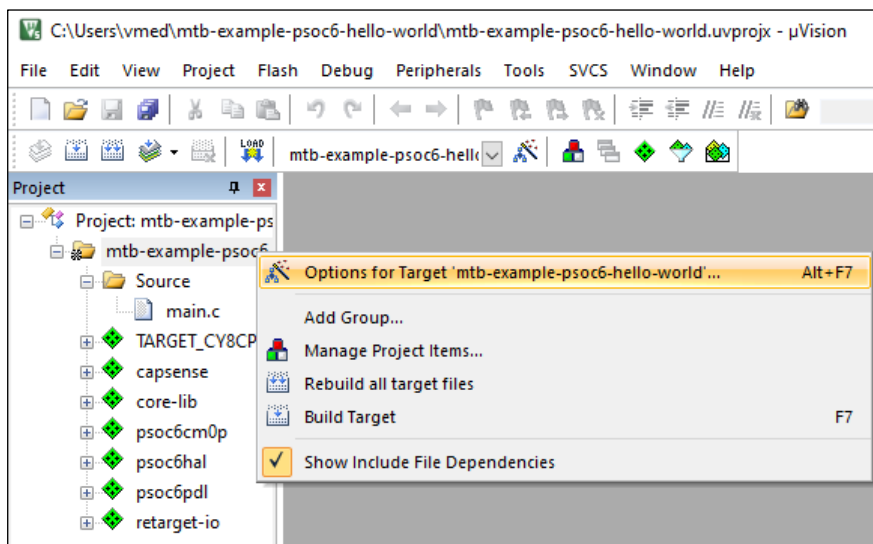 C:\Users\vmed\mtb-example-psoc6-hello-world\mtb-example-psoc6-hello-world.uvprojx - µVision
File Edit View Project Flash Debug Peripherals Tools SVCS Window Help
LOAD mtb-example-psoc6-hell
Project
Project: mtb-example-ps
mtb-example-psoc6
Options for Target 'mtb-example-psoc6-hello-world'... Alt+F7
Source
main.c
Add Group...
TARGET_CY8CP
Manage Project Items...
capsense
Rebuild all target files
core-lib
Build Target F7
psoc6cm0p
psoc6hal
Show Include File Dependencies
psoc6pdl
retarget-io